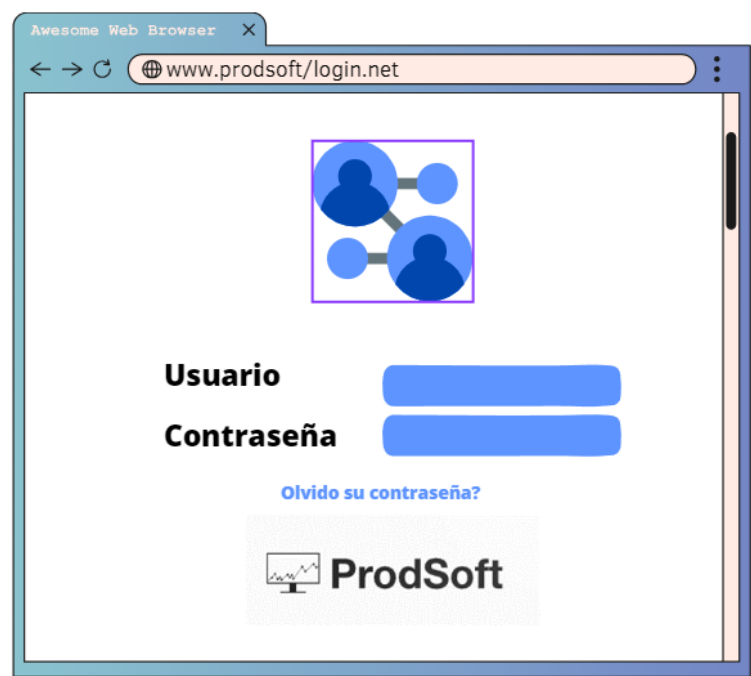 Awesome Web Browser
www.prodsoft/login.net
Usuario
Contraseña
Olvido su contraseña?
ProdSoft